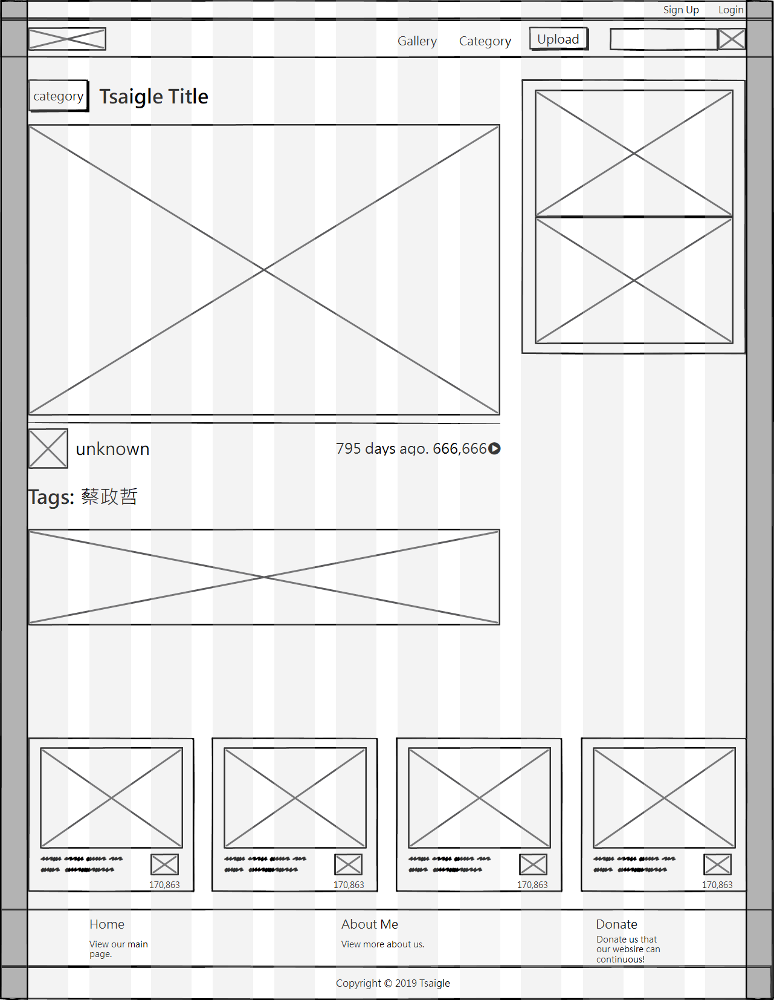 Sign Up Login
Gallery Category Upload
category Tsaigle Title
unknown 795 days ago. 666,666
Tags: 蔡政哲
170,863 170,863 170,863 170,863
Home About Me Donate
View our main
page.
View more about us.
Donate us that
our websire can
continuous!
Copyright © 2019 Tsaigle